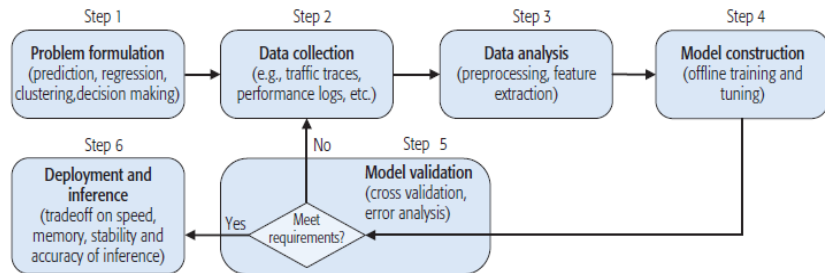 Step 1
Problem formulation
(prediction, regression,
clustering,decision making)
Step 2
Data collection
(e.g., traffic traces,
performance logs, etc.)
Step 3
Data analysis
(preprocessing, feature
extraction)
Step 4
Model construction
(offline training and
tuning)
Step 5
Model validation
(cross validation,
error analysis)
Meet
requirements?
No
Yes
Step 6
Deployment and
inference
(tradeoff on speed,
memory, stability and
accuracy of inference)